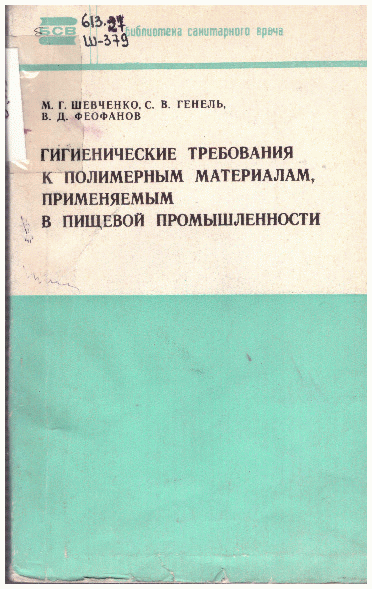 БСВ
613.27
Ш-379
библиотека санитарного врача
М. Г. ШЕВЧЕНКО, С. В. ГЕНЕЛЬ,
В. Д. ФЕОФАНОВ
ГИГИЕНИЧЕСКИЕ ТРЕБОВАНИЯ
К ПОЛИМЕРНЫМ МАТЕРИАЛАМ,
ПРИМЕНЯЕМЫМ
В ПИЩЕВОЙ ПРОМЫШЛЕННОСТИ